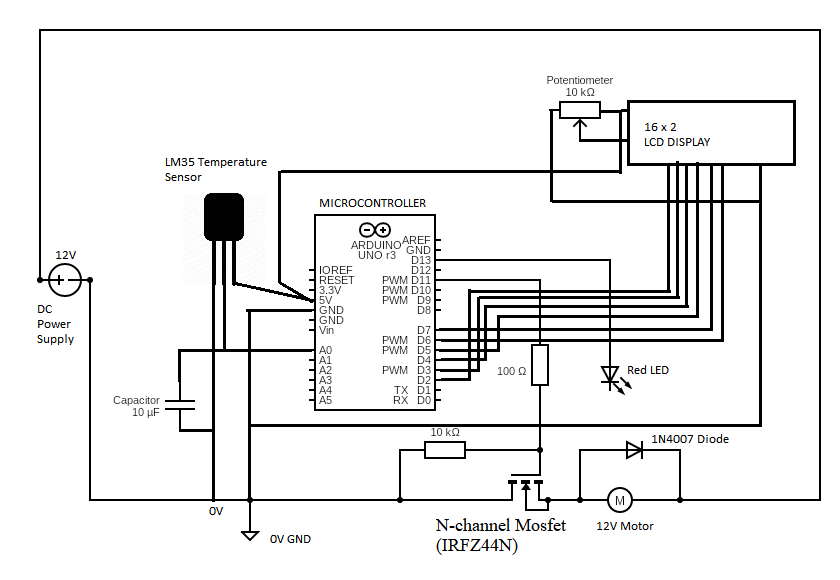 Potentiometer
10 kΩ
16 x 2
LCD DISPLAY
LM35 Temperature
Sensor
MICROCONTROLLER
ARDUINO
UNO r3
AREF
GND
D13
IOREF
D12
RESET
PWM D11
3.3V
PWM D10
5V
PWM D9
GND
D8
GND
Vin
D7
PWM D6
A0
PWM D5
A1
D4
A2
PWM D3
A3
D2
A4
TX D1
A5
RX D0
12V
DC
Power
Supply
100 Ω
Red LED
Capacitor
10 µF
10 kΩ
1N4007 Diode
M
0V
0V GND
N-channel Mosfet
(IRFZ44N)
12V Motor